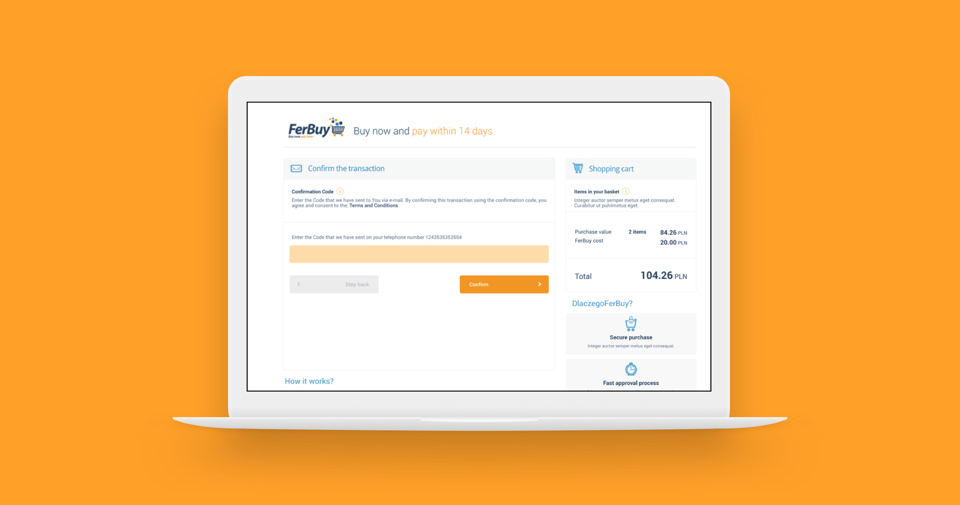 FerBuy
Buy now and pay within 14 days
Confirm the transaction
Confirmation Code
Enter the Code that we have sent to You via e-mail. By confirming this transaction using the confirmation code, you
agree and consent to the: Terms and Conditions
Enter the Code that we have sent on your telephone number 1243535353664
Step back
Confirm
How it works?
Shopping cart
Items in your basket
Integer auctor semper metus eget consequat.
Curabitur ut pulvimetus eget.
Purchase value 2 items 84.26 PLN
FerBuy cost 20.00 PLN
Total 104.26 PLN
DlaczegoFerBuy?
Secure purchase
Integer auctor semper metus eget consequat
Fast approval process